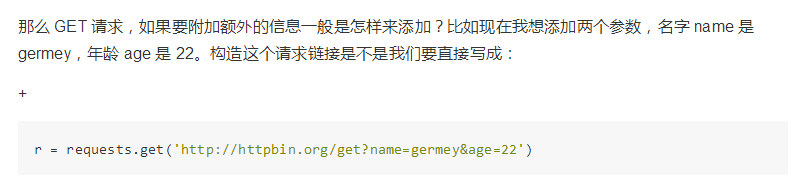 那么 GET 请求，如果要附加额外的信息一般是怎样来添加？比如现在我想添加两个参数，名字 name 是
germey，年龄 age 是 22。构造这个请求链接是不是我们要直接写成：
+
r = requests.get('http://httpbin.org/get?name=germey&age=22')